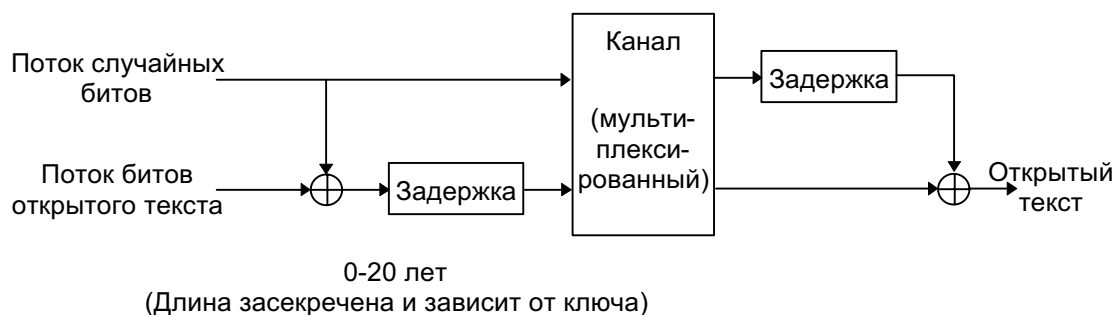 Поток случайных
битов
Поток битов
открытого текста
Задержка
Канал
(мульти-
плекси-
рованный)
Задержка
Открытый
текст
0-20 лет
(Длина засекречена и зависит от ключа)